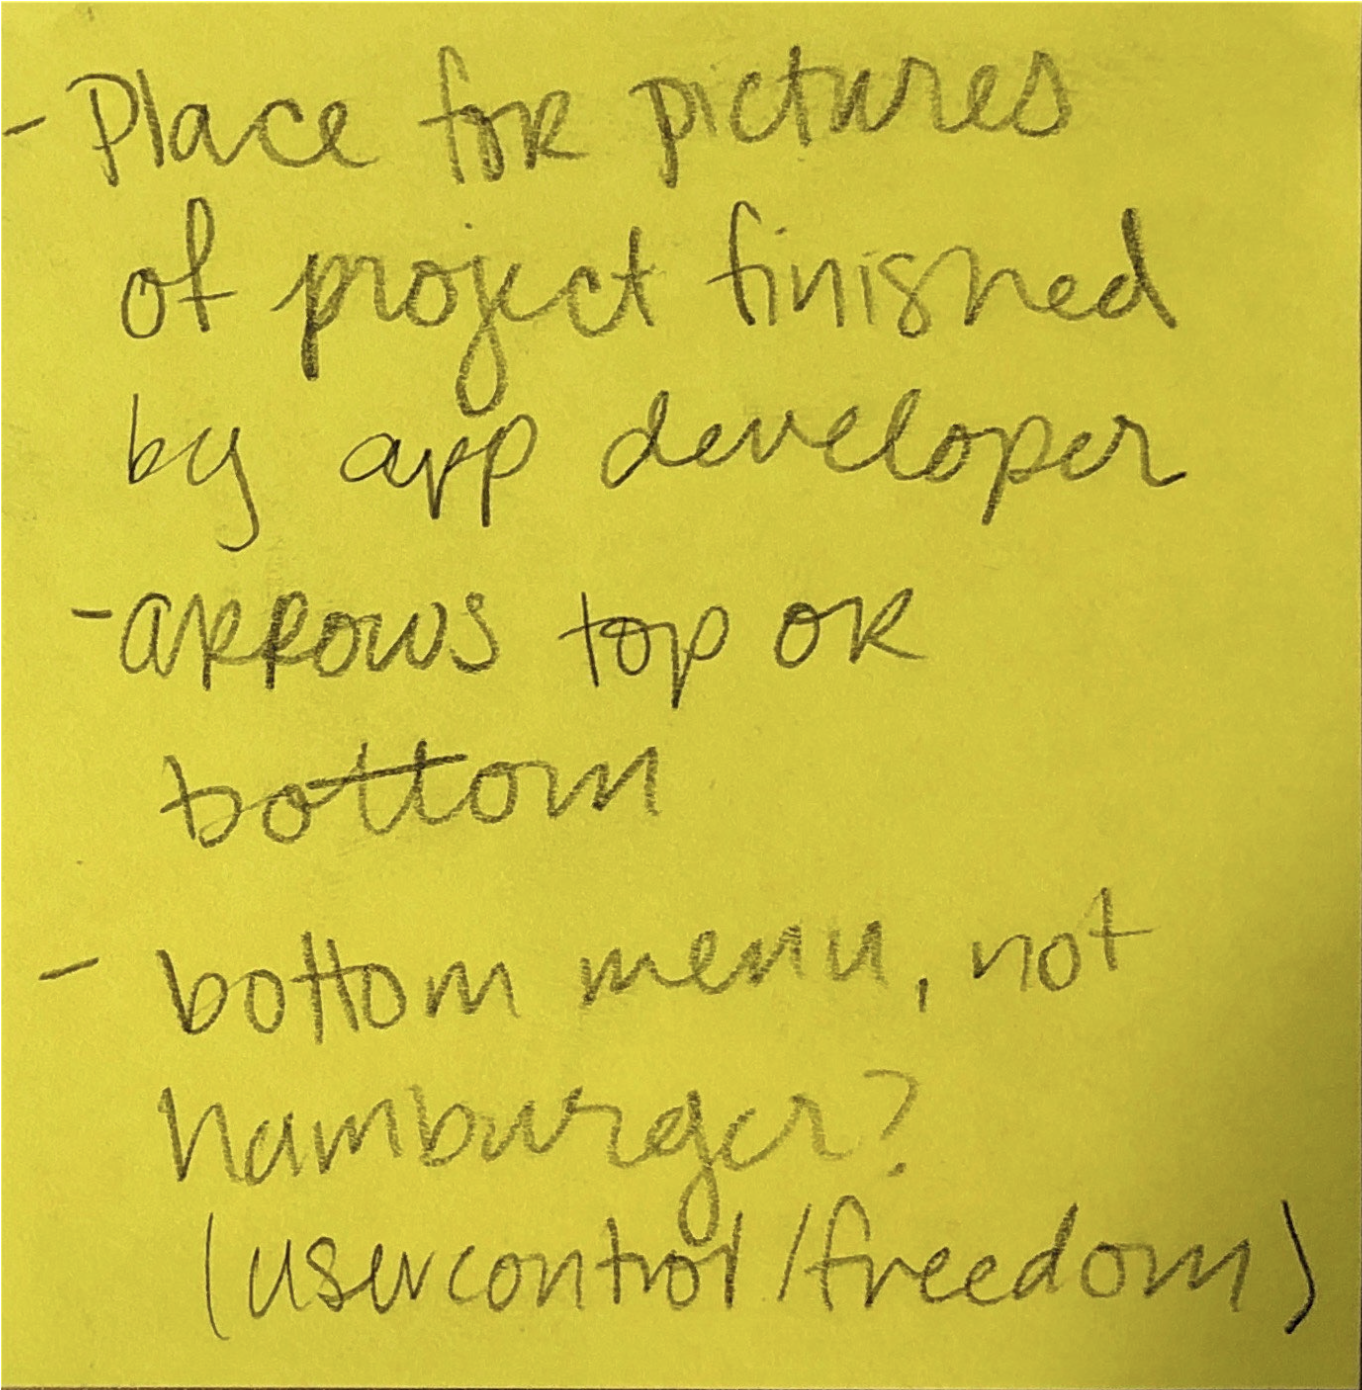 - Place for pictures
of project finished
by app developer
- arrows top or
bottom
- bottom menu, not
hamburger?
(user control / freedom)